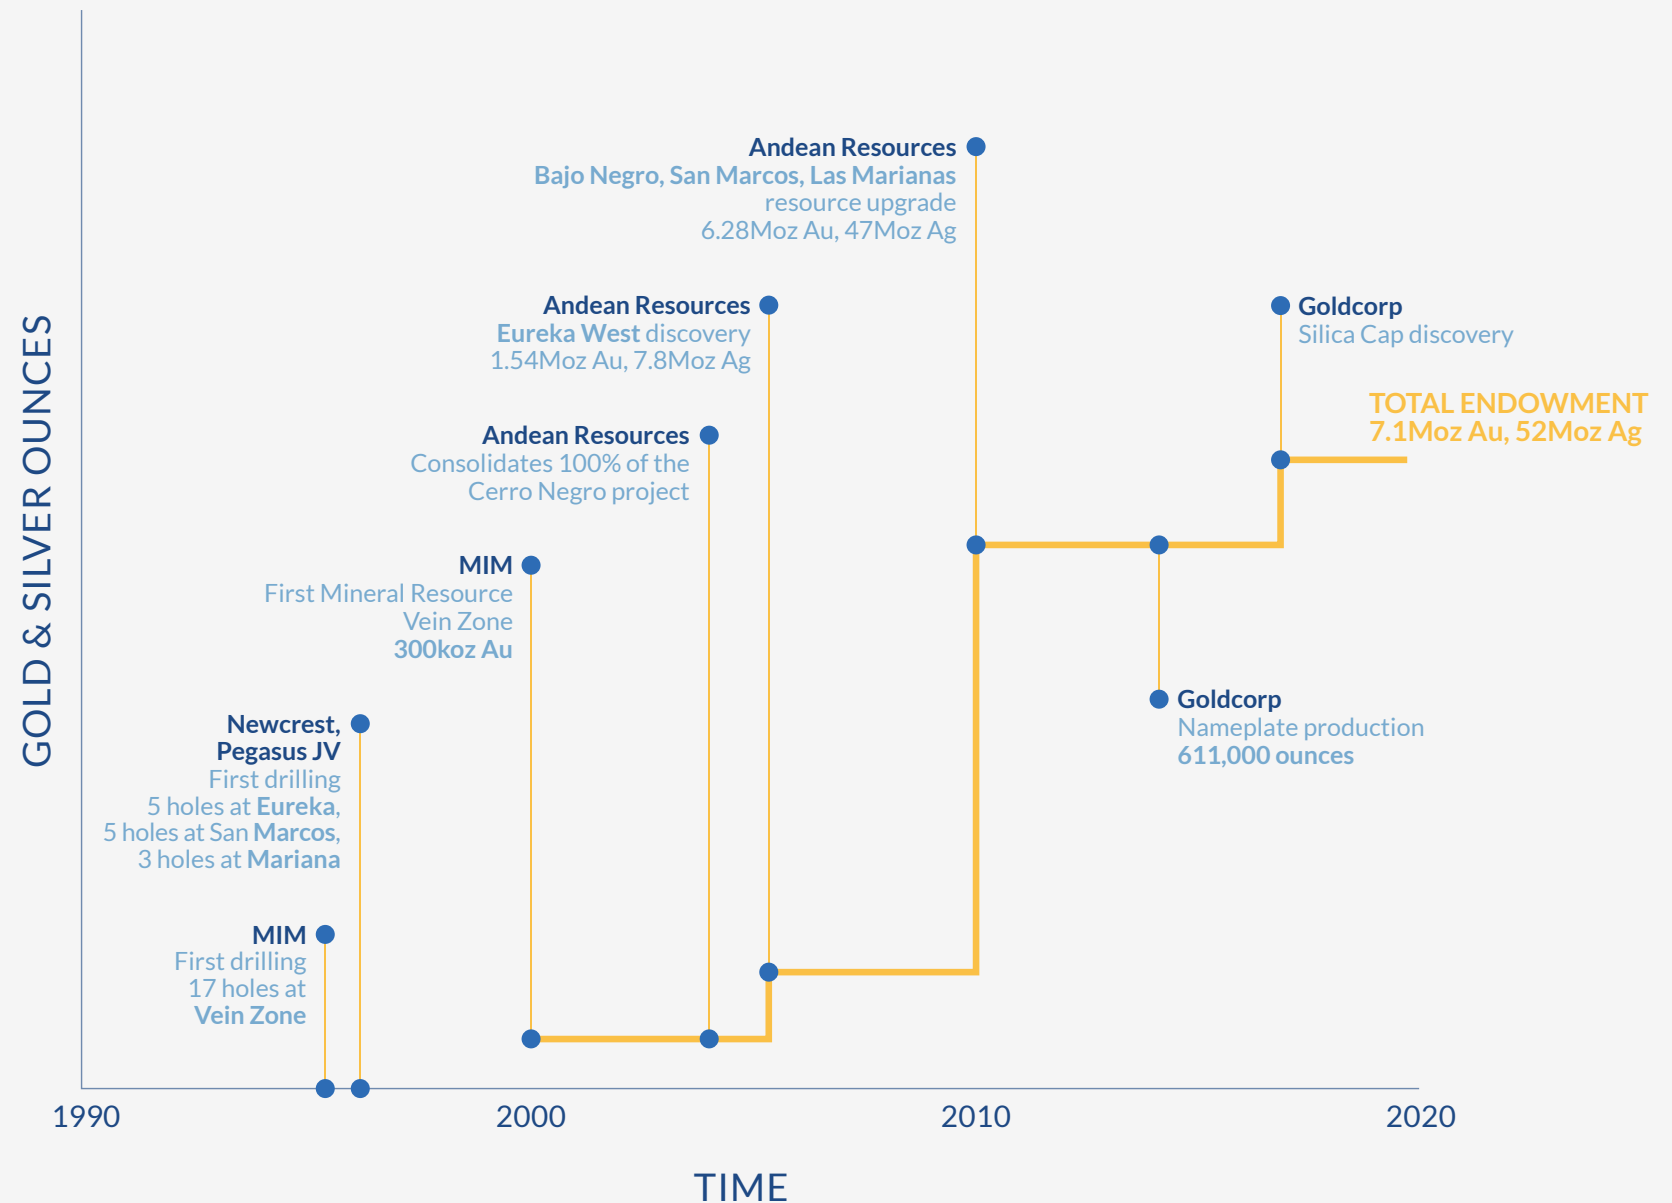 GOLD & SILVER OUNCES
Andean Resources
Bajo Negro, San Marcos, Las Marianas
resource upgrade
6.28Moz Au, 47Moz Ag
Andean Resources
Eureka West discovery
1.54Moz Au, 7.8Moz Ag
Goldcorp
Silica Cap discovery
TOTAL ENDOWMENT
7.1Moz Au, 52Moz Ag
Andean Resources
Consolidates 100% of the
Cerro Negro project
MIM
First Mineral Resource
Vein Zone
300koz Au
Goldcorp
Nameplate production
611,000 ounces
Newcrest,
Pegasus JV
First drilling
5 holes at Eureka,
5 holes at San Marcos,
3 holes at Mariana
MIM
First drilling
17 holes at
Vein Zone
1990 2000 2010 2020
TIME